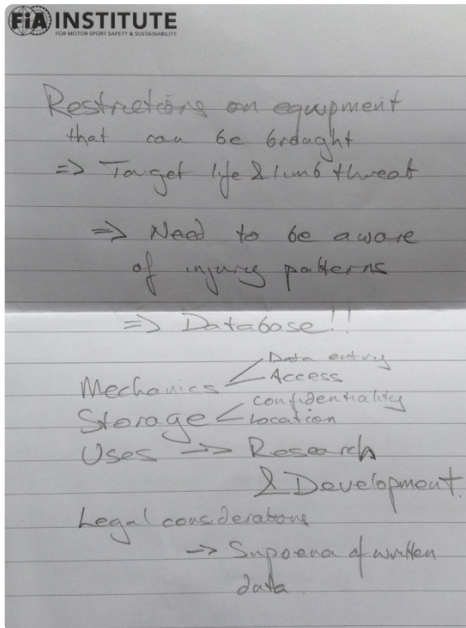 FiA INSTITUTE
FOR MOTOR SPORT SAFETY & SUSTAINABILITY
Restrictions on equipment
that can be brought
=> Target life & limb threat
=> Need to be aware
of injury patterns
=> Database!!
Mechanics < Data entry
Access
Storage < Confidentiality
Location
Uses -> Research
& Development.
Legal consideratons
-> Supoena of written
data